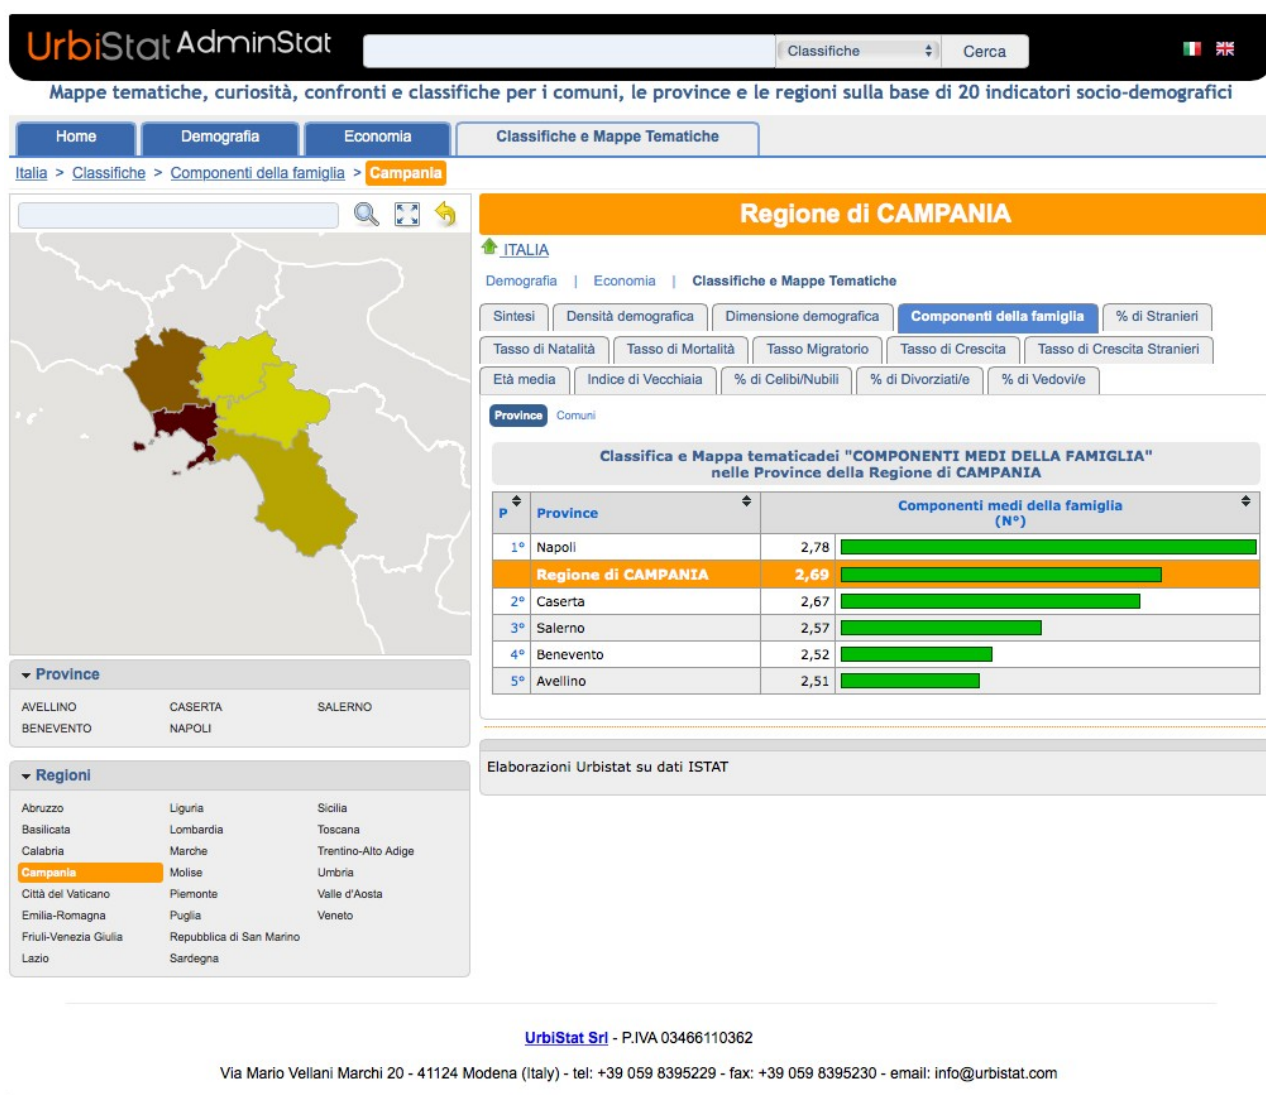 UrbiStat AdminStat
Classifiche
Cerca
Mappe tematiche, curiosità, confronti e classifiche per i comuni, le province e le regioni sulla base di 20 indicatori socio-demografici
Home
Demografia
Economia
Classifiche e Mappe Tematiche
Italia > Classifiche > Componenti della famiglia > Campania
Regione di CAMPANIA
ITALIA
Demografia | Economia | Classifiche e Mappe Tematiche
Sintesi
Densità demografica
Dimensione demografica
Componenti della famiglia
% di Stranieri
Tasso di Natalità
Tasso di Mortalità
Tasso Migratorio
Tasso di Crescita
Tasso di Crescita Stranieri
Età media
Indice di Vecchiaia
% di Celibi/Nubili
% di Divorziati/e
% di Vedovi/e
Province Comuni
Classifica e Mappa tematicadei "COMPONENTI MEDI DELLA FAMIGLIA"
nelle Province della Regione di CAMPANIA
P Province Componenti medi della famiglia
(N°)
1° Napoli 2,78
Regione di CAMPANIA 2,69
2° Caserta 2,67
3° Salerno 2,57
4° Benevento 2,52
5° Avellino 2,51
Elaborazioni Urbistat su dati ISTAT
Province
AVELLINO CASERTA SALERNO
BENEVENTO NAPOLI
Regioni
Abruzzo Liguria Sicilia
Basilicata Lombardia Toscana
Calabria Marche Trentino-Alto Adige
Campania Molise Umbria
Città del Vaticano Piemonte Valle d'Aosta
Emilia-Romagna Puglia Veneto
Friuli-Venezia Giulia Repubblica di San Marino
Lazio Sardegna
UrbiStat Srl - P.IVA 03466110362
Via Mario Vellani Marchi 20 - 41124 Modena (Italy) - tel: +39 059 8395229 - fax: +39 059 8395230 - email: info@urbistat.com